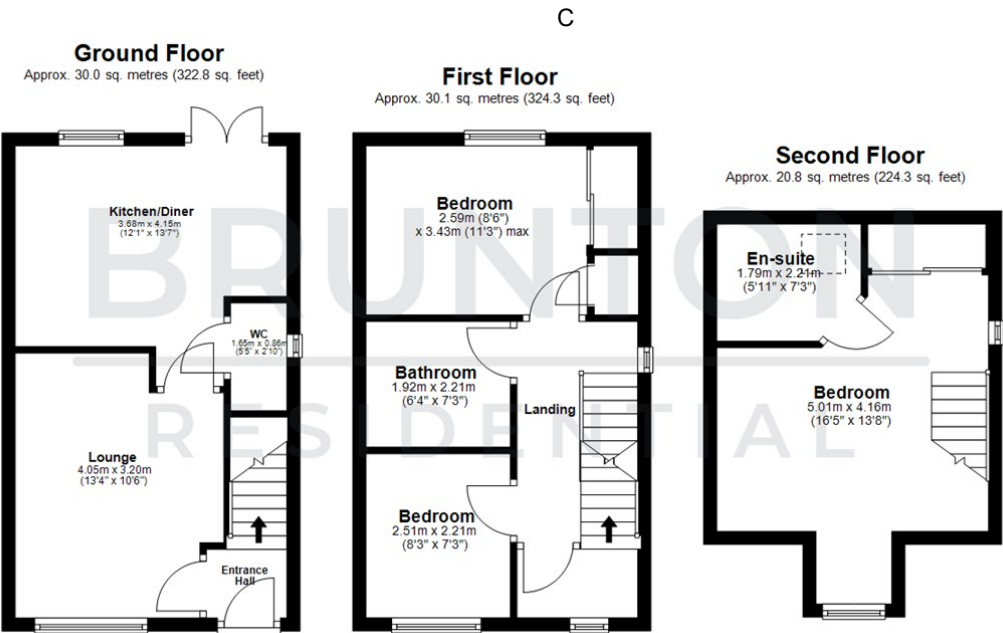 C
Ground Floor
Approx. 30.0 sq. metres (322.8 sq. feet)
Kitchen/Diner
3.68m x 4.15m
(12'1" x 13'7")
WC
1.65m x 0.86m
(5'5" x 2'10")
Lounge
4.05m x 3.20m
(13'4" x 10'6")
Entrance
Hall
First Floor
Approx. 30.1 sq. metres (324.3 sq. feet)
Bedroom
2.59m (8'6")
x 3.43m (11'3") max
Bathroom
1.92m x 2.21m
(6'4" x 7'3")
Landing
Bedroom
2.51m x 2.21m
(8'3" x 7'3")
Second Floor
Approx. 20.8 sq. metres (224.3 sq. feet)
En-suite
1.79m x 2.21m
(5'11" x 7'3")
Bedroom
5.01m x 4.16m
(16'5" x 13'8")
BRUNTON
RESIDENTIAL